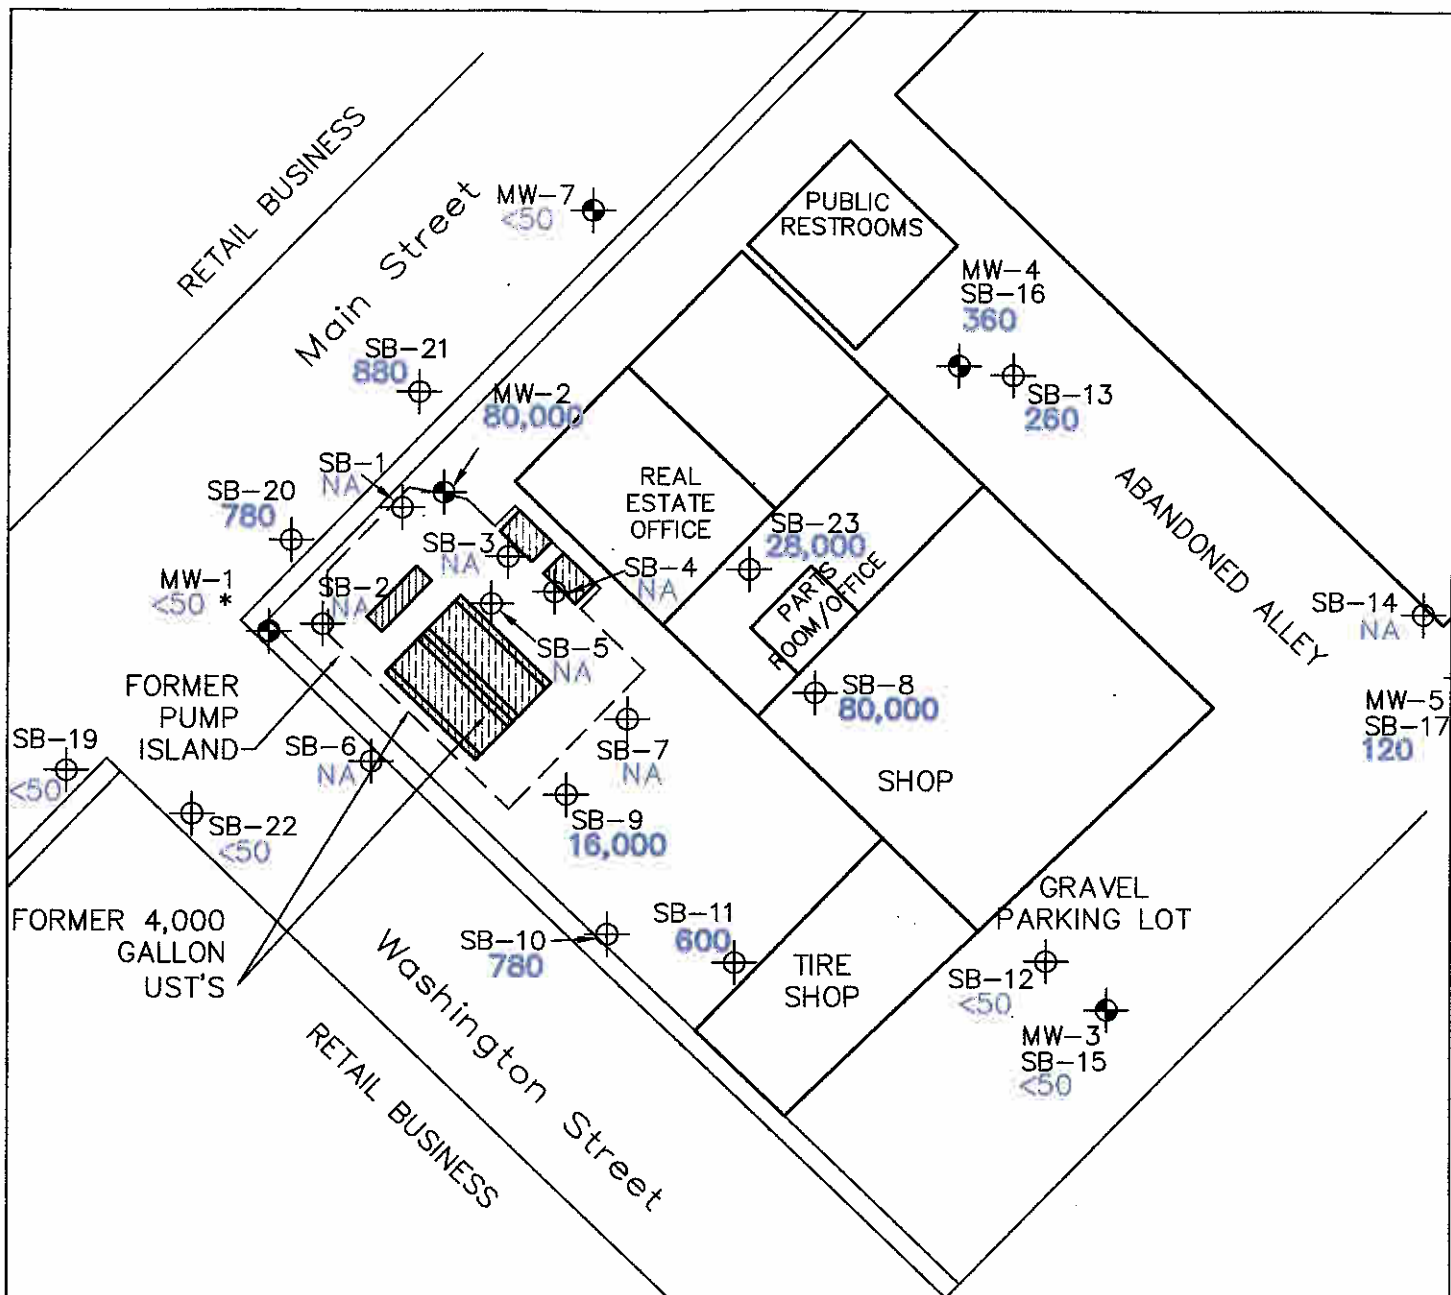 RETAIL BUSINESS
Main Street
MW-7
<50
PUBLIC
RESTROOMS
MW-4
SB-16
360
SB-13
260
SB-21
880
MW-2
80,000
SB-1
NA
SB-20
780
REAL
ESTATE
OFFICE
SB-23
28,000
ABANDONED ALLEY
SB-3
NA
SB-4
NA
MW-1
<50 *
SB-2
NA
PARTS
ROOM/OFFICE
SB-14
NA
SB-5
NA
FORMER
PUMP
ISLAND
SB-8
80,000
MW-5
SB-17
120
SB-19
<50
SB-6
NA
SB-7
NA
SHOP
SB-22
<50
SB-9
16,000
FORMER 4,000
GALLON
UST'S
SB-10
780
SB-11
600
GRAVEL
PARKING LOT
TIRE
SHOP
SB-12
<50
MW-3
SB-15
<50
Washington Street
RETAIL BUSINESS